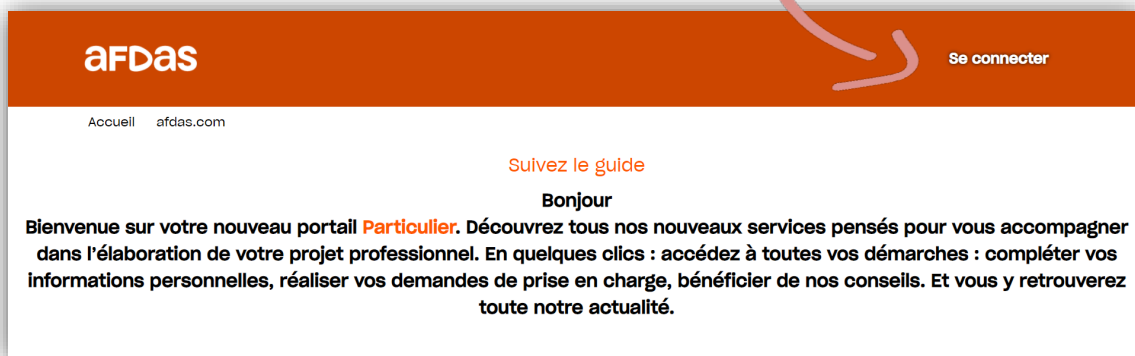 aFDas
Se connecter
Accueil afdas.com
Suivez le guide
Bonjour
Bienvenue sur votre nouveau portail Particulier. Découvrez tous nos nouveaux services pensés pour vous accompagner
dans l’élaboration de votre projet professionnel. En quelques clics : accédez à toutes vos démarches : compléter vos
informations personnelles, réaliser vos demandes de prise en charge, bénéficier de nos conseils. Et vous y retrouverez
toute notre actualité.